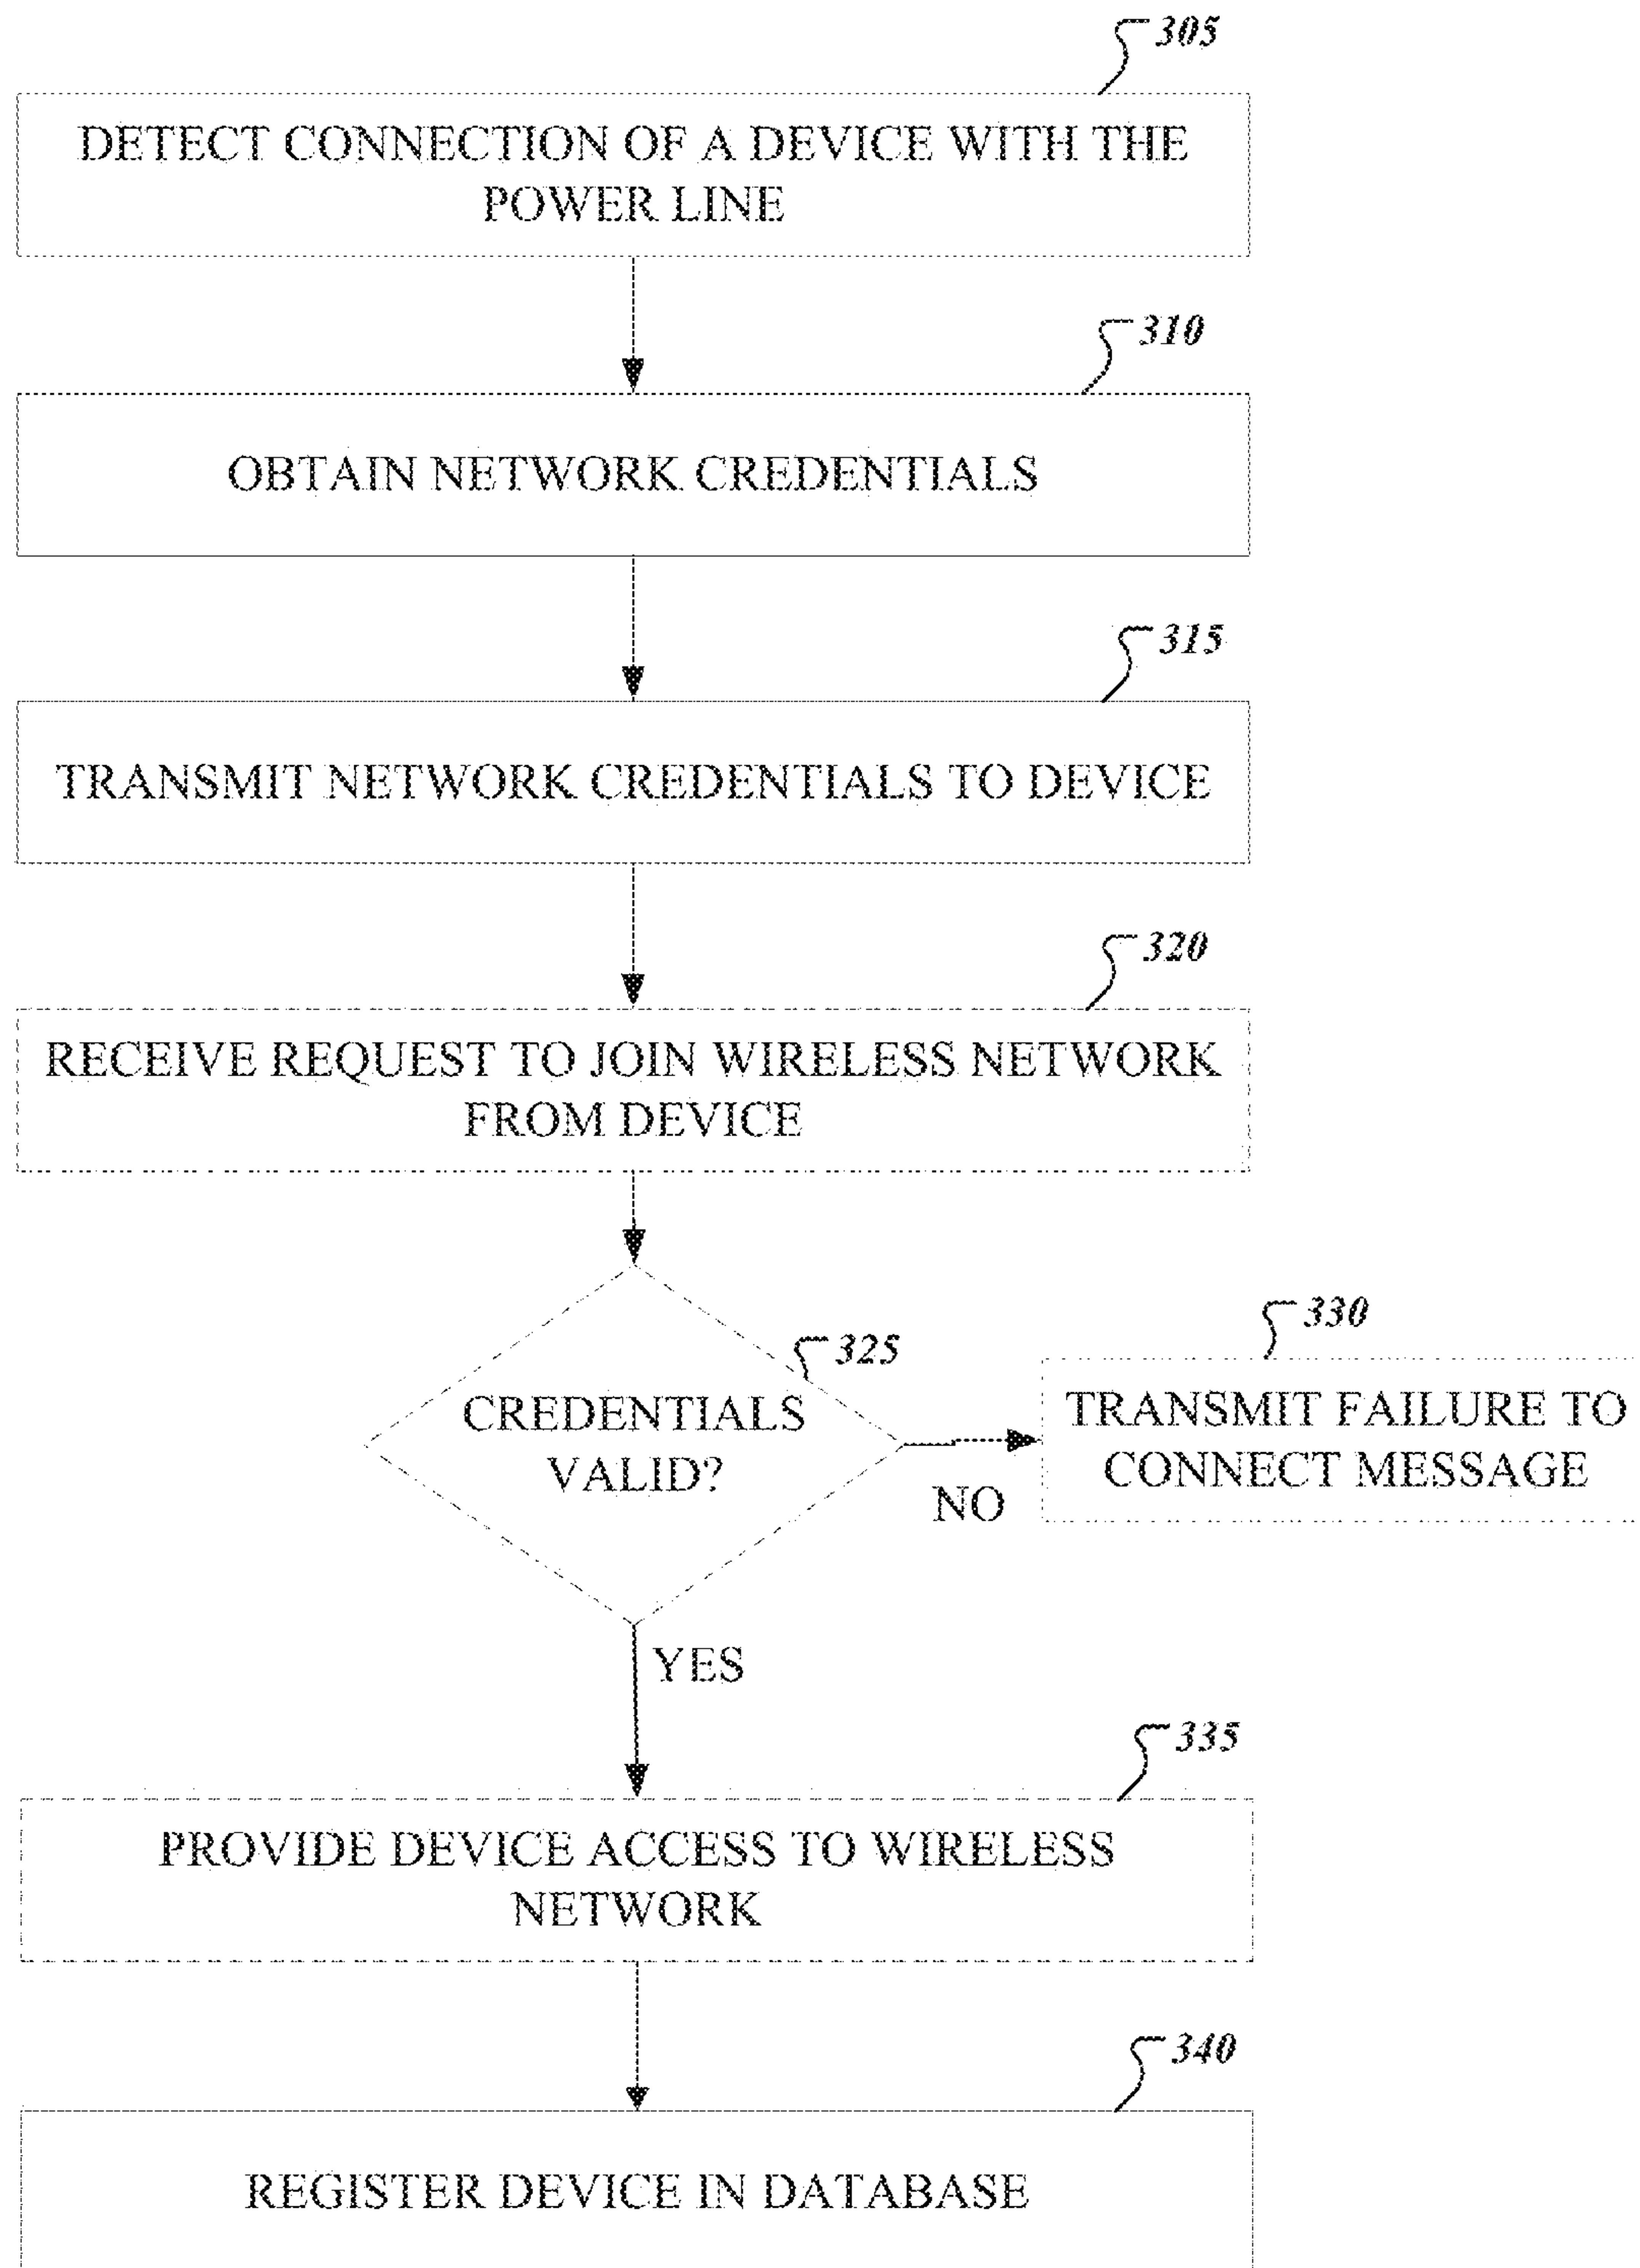 305
DETECT CONNECTION OF A DEVICE WITH THE
POWER LINE
310
OBTAIN NETWORK CREDENTIALS
315
TRANSMIT NETWORK CREDENTIALS TO DEVICE
320
RECEIVE REQUEST TO JOIN WIRELESS NETWORK
FROM DEVICE
325
CREDENTIALS
VALID?
NO
330
TRANSMIT FAILURE TO
CONNECT MESSAGE
YES
335
PROVIDE DEVICE ACCESS TO WIRELESS
NETWORK
340
REGISTER DEVICE IN DATABASE